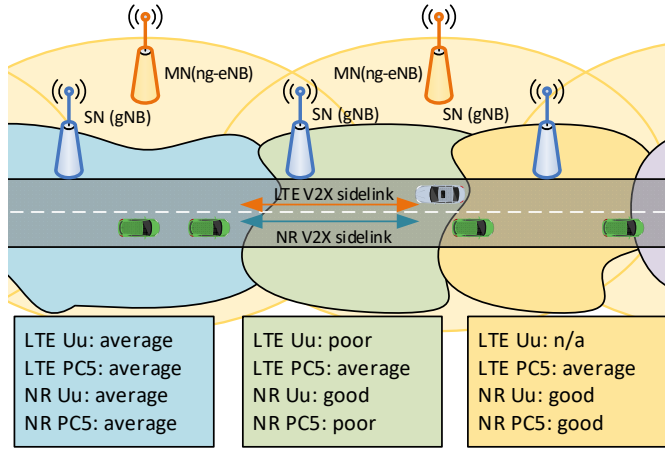 MN(ng-eNB)
MN(ng-eNB)
SN (gNB)
SN (gNB)
SN (gNB)
LTE V2X sidelink
NR V2X sidelink
LTE Uu: average
LTE PC5: average
NR Uu: average
NR PC5: average
LTE Uu: poor
LTE PC5: average
NR Uu: good
NR PC5: poor
LTE Uu: n/a
LTE PC5: average
NR Uu: good
NR PC5: good